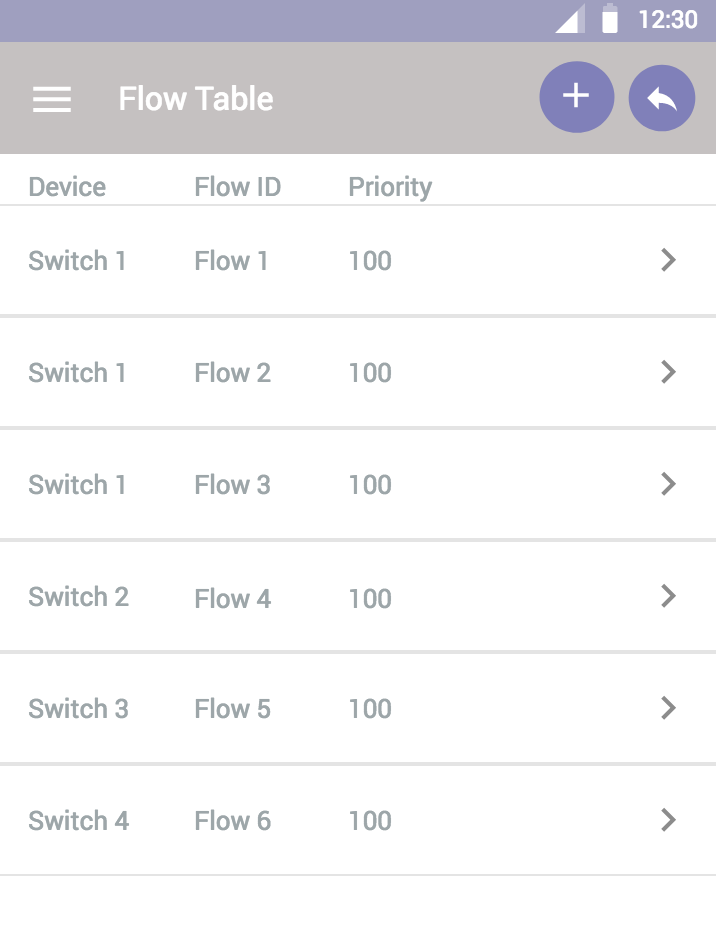 12:30
Flow Table
Device Flow ID Priority
Switch 1 Flow 1 100
Switch 1 Flow 2 100
Switch 1 Flow 3 100
Switch 2 Flow 4 100
Switch 3 Flow 5 100
Switch 4 Flow 6 100